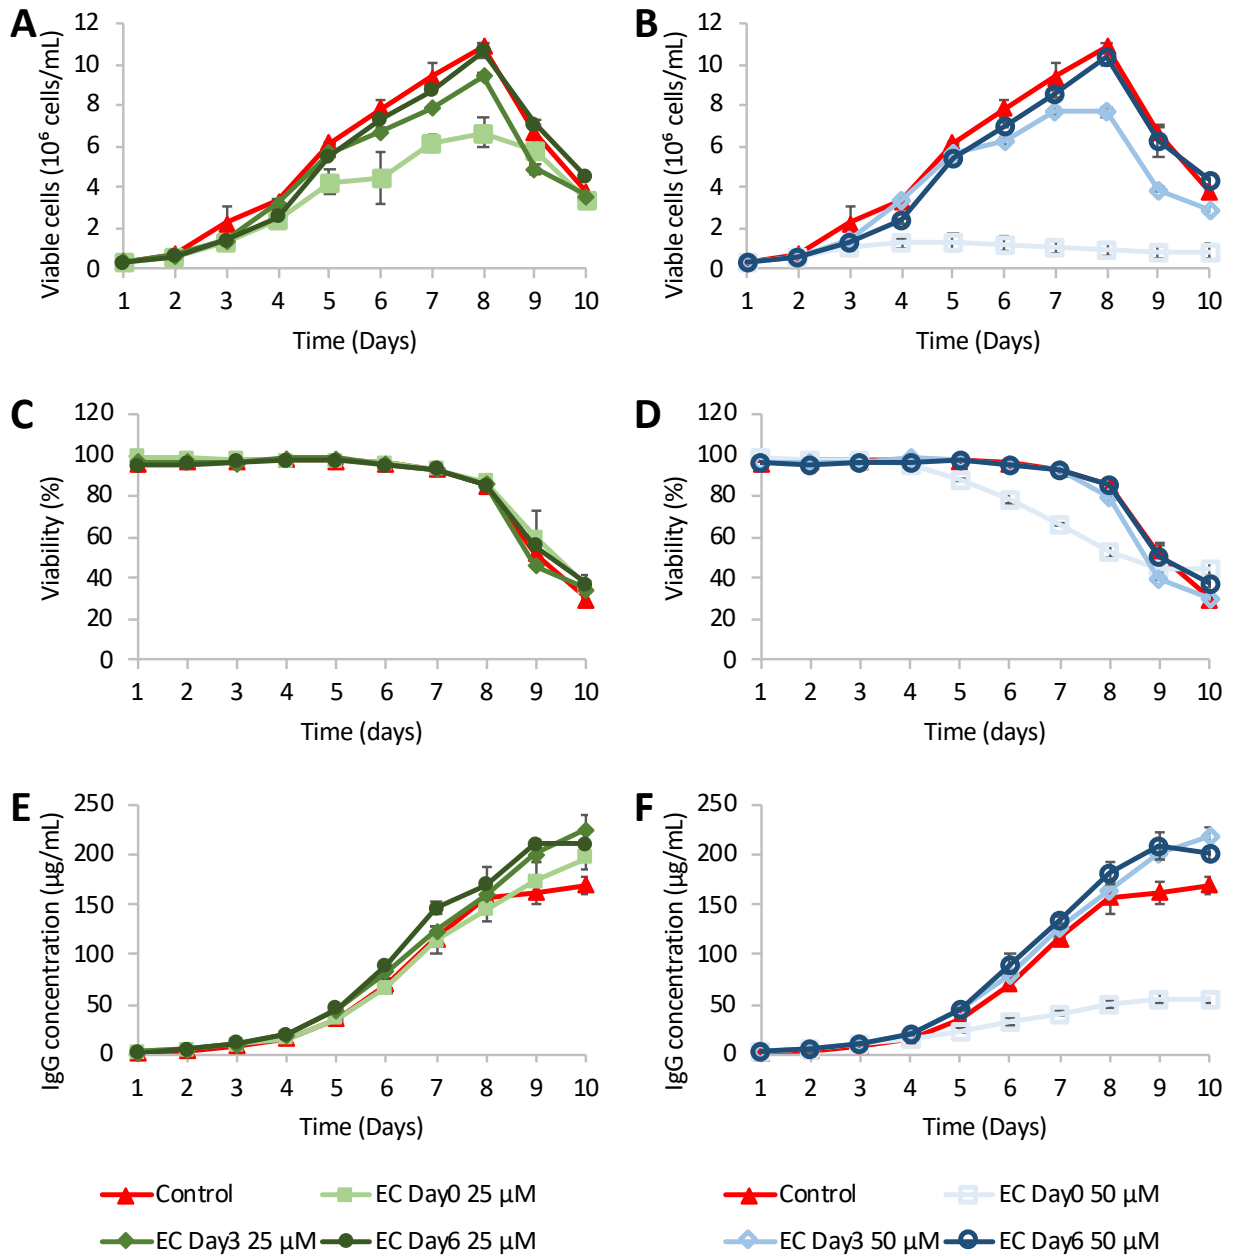 A
Viable cells (10⁶ cells/mL)
12
10
8
6
4
2
0
1 2 3 4 5 6 7 8 9 10
Time (Days)
B
Viable cells (10⁶ cells/mL)
12
10
8
6
4
2
0
1 2 3 4 5 6 7 8 9 10
Time (Days)
C
Viability (%)
120
100
80
60
40
20
0
1 2 3 4 5 6 7 8 9 10
Time (days)
D
Viability (%)
120
100
80
60
40
20
0
1 2 3 4 5 6 7 8 9 10
Time (days)
E
IgG concentration (µg/mL)
250
200
150
100
50
0
1 2 3 4 5 6 7 8 9 10
Time (Days)
F
IgG concentration (µg/mL)
250
200
150
100
50
0
1 2 3 4 5 6 7 8 9 10
Time (Days)
Control EC Day0 25 µM
EC Day3 25 µM EC Day6 25 µM
Control EC Day0 50 µM
EC Day3 50 µM EC Day6 50 µM